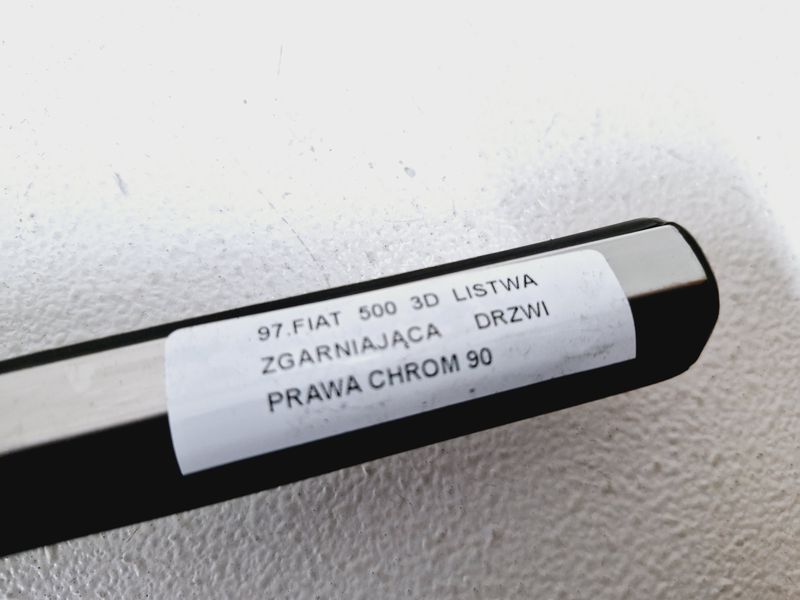 97.FIAT 500 3D LISTWA
ZGARNIAJĄCA DRZWI
PRAWA CHROM 90